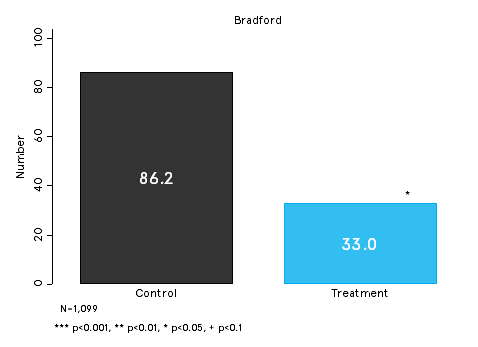 Bradford
100
80
60
40
20
0
Number
86.2
*
33.0
Control Treatment
N=1,099
*** p<0.001, ** p<0.01, * p<0.05, + p<0.1